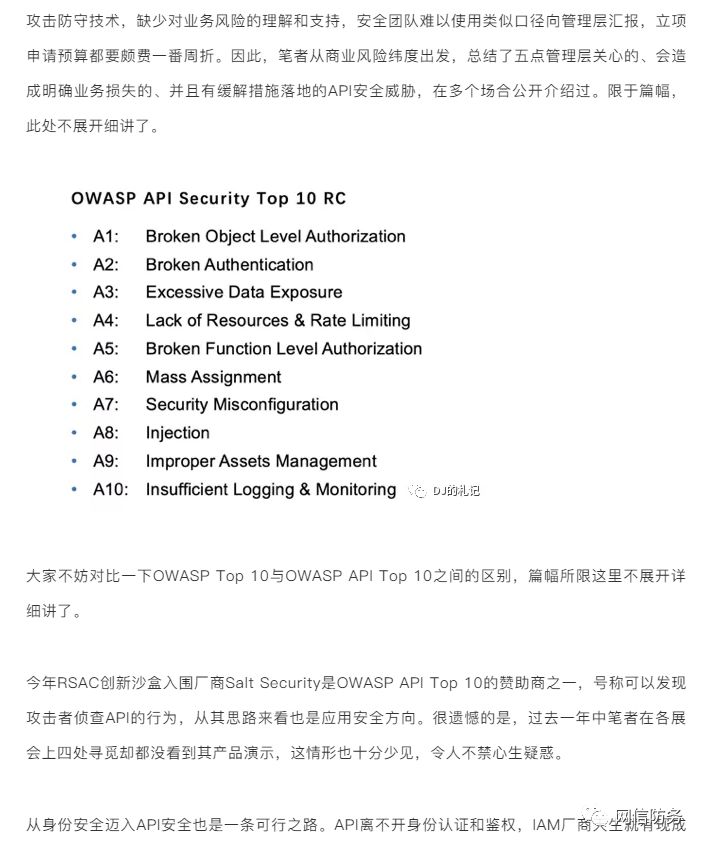 攻击防守技术，缺少对业务风险的理解和支持，安全团队难以使用类似口径向管理层汇报，立项
申请预算都要颇费一番周折。因此，笔者从商业风险纬度出发，总结了五点管理层关心的、会造
成明确业务损失的、并且有缓解措施落地的API安全威胁，在多个场合公开介绍过。限于篇幅，
此处不展开细讲了。
OWASP API Security Top 10 RC
• A1: Broken Object Level Authorization
• A2: Broken Authentication
• A3: Excessive Data Exposure
• A4: Lack of Resources & Rate Limiting
• A5: Broken Function Level Authorization
• A6: Mass Assignment
• A7: Security Misconfiguration
• A8: Injection
• A9: Improper Assets Management
• A10: Insufficient Logging & Monitoring
DJ的札记
大家不妨对比一下OWASP Top 10与OWASP API Top 10之间的区别，篇幅所限这里不展开详
细讲了。
今年RSAC创新沙盒入围厂商Salt Security是OWASP API Top 10的赞助商之一，号称可以发现
攻击者侦查API的行为，从其思路来看也是应用安全方向。很遗憾的是，过去一年中笔者在各展
会上四处寻觅却都没看到其产品演示，这情形也十分少见，令人不禁心生疑惑。
从身份安全迈入API安全也是一条可行之路。API离不开身份认证和鉴权，IAM厂商天生就有现成
网信防务